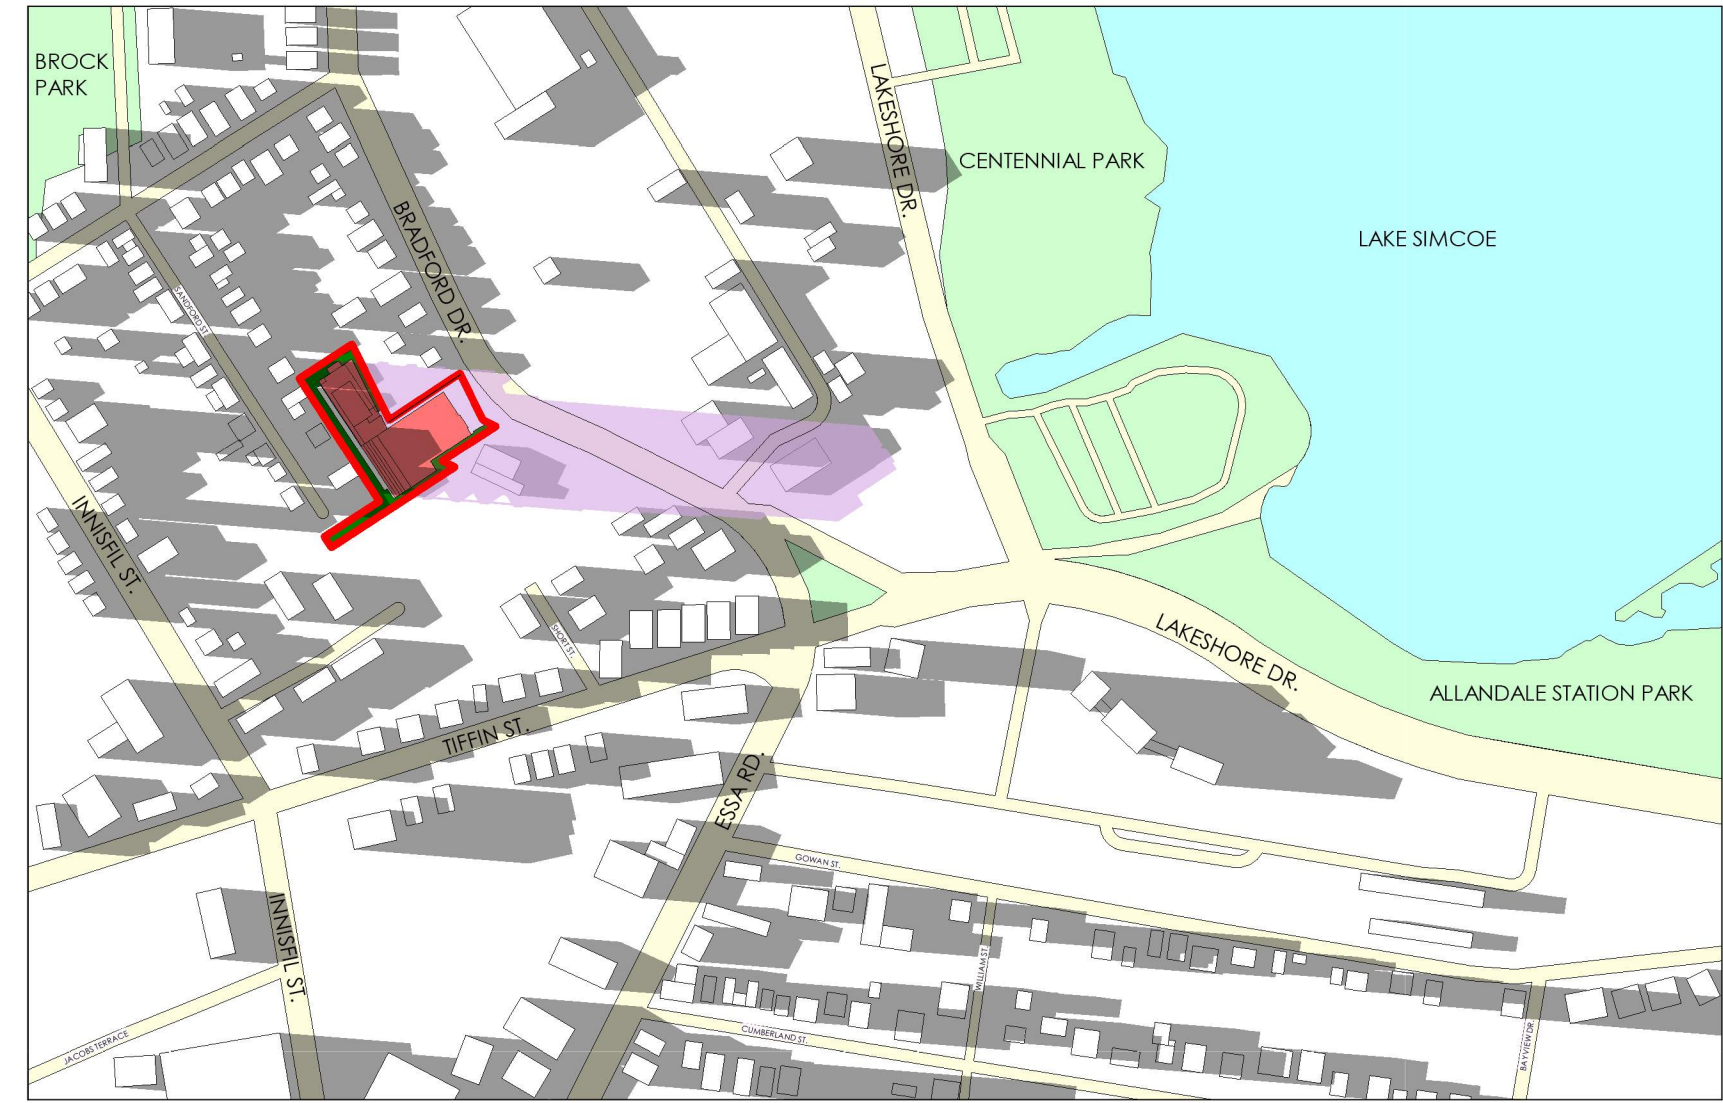 BROCK
PARK
LAKESHORE DR.
CENTENNIAL PARK
BRADFORD DR.
LAKE SIMCOE
SANDFORD ST
INNISFIL ST.
SHORT ST.
LAKESHORE DR.
ALLANDALE STATION PARK
TIFFIN ST.
ESSA RD.
GOWAN ST.
INNISFIL ST.
WILLIAM ST.
CUMBERLAND ST.
JACOBS TERRACE
BAYVIEW DR.